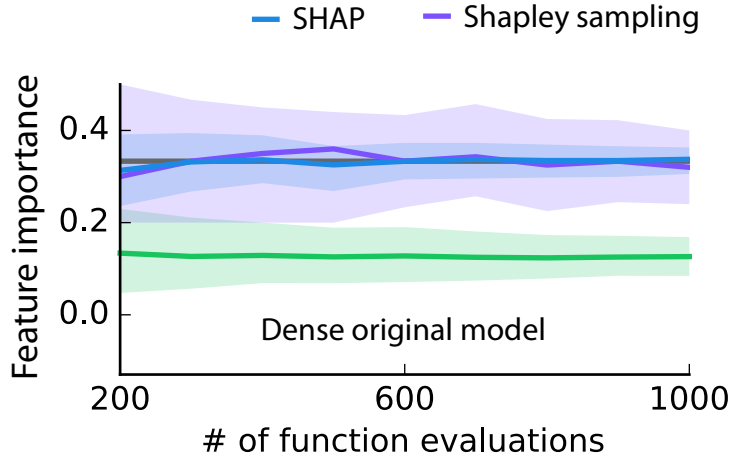 SHAP Shapley sampling
Feature importance
0.4
0.2
0.0
Dense original model
200 600 1000
# of function evaluations